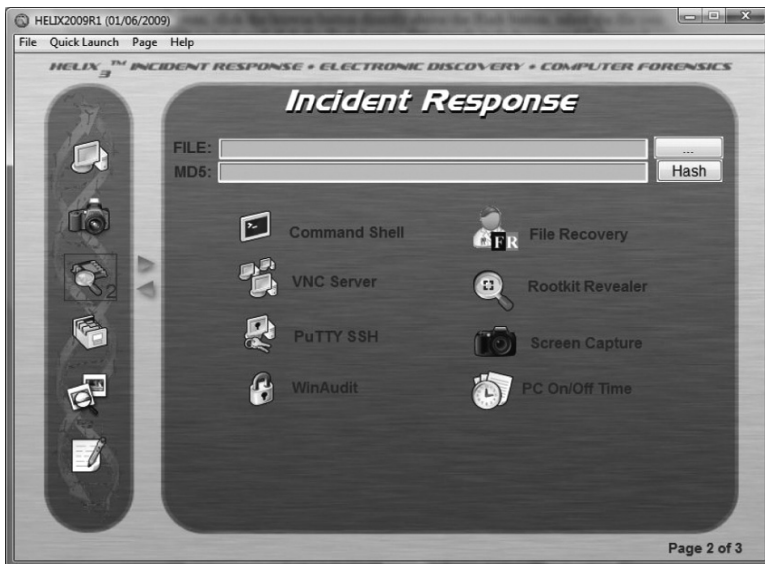 HELIX2009R1 (01/06/2009)
File Quick Launch Page Help
HELIX3™ INCIDENT RESPONSE • ELECTRONIC DISCOVERY • COMPUTER FORENSICS
Incident Response
FILE: ...
MD5: Hash
Command Shell File Recovery
FR
VNC Server Rootkit Revealer
PuTTY SSH Screen Capture
WinAudit PC On/Off Time
2
Page 2 of 3